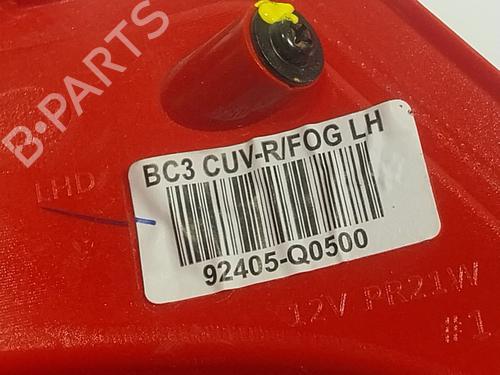 B-PARTS
BC3 CUV-R/FOG LH
LHD
92405-Q0500
12V PR21W
#1